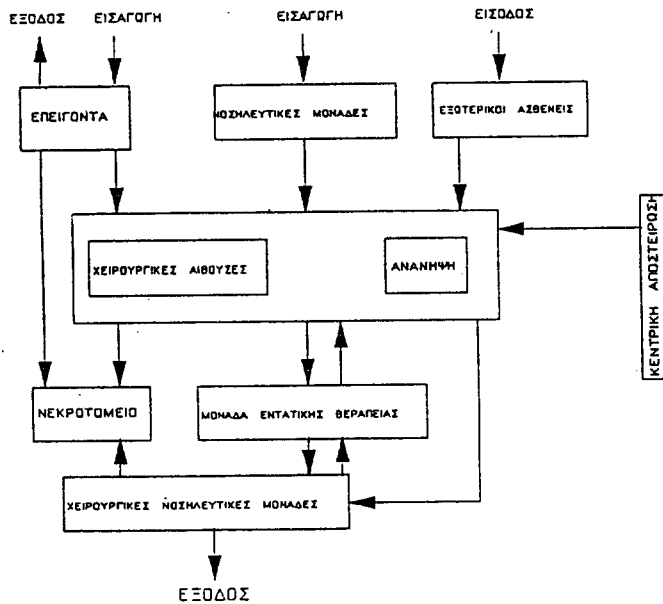 ΕΞΟΔΟΣ ΕΙΣΑΓΩΓΗ ΕΙΣΑΓΩΓΗ ΕΙΣΟΔΟΣ
ΕΠΕΙΓΟΝΤΑ
ΝΟΣΗΛΕΥΤΙΚΕΣ ΜΟΝΑΔΕΣ
ΕΞΩΤΕΡΙΚΟΙ ΑΣΘΕΝΕΙΣ
ΧΕΙΡΟΥΡΓΙΚΕΣ ΑΙΘΟΥΣΕΣ
ΑΝΑΝΗΨΗ
ΚΕΝΤΡΙΚΗ ΑΠΟΣΤΕΙΡΩΣΗ
ΝΕΚΡΟΤΟΜΕΙΟ
ΜΟΝΑΔΑ ΕΝΤΑΤΙΚΗΣ ΘΕΡΑΠΕΙΑΣ
ΧΕΙΡΟΥΡΓΙΚΕΣ ΝΟΣΗΛΕΥΤΙΚΕΣ ΜΟΝΑΔΕΣ
ΕΞΟΔΟΣ